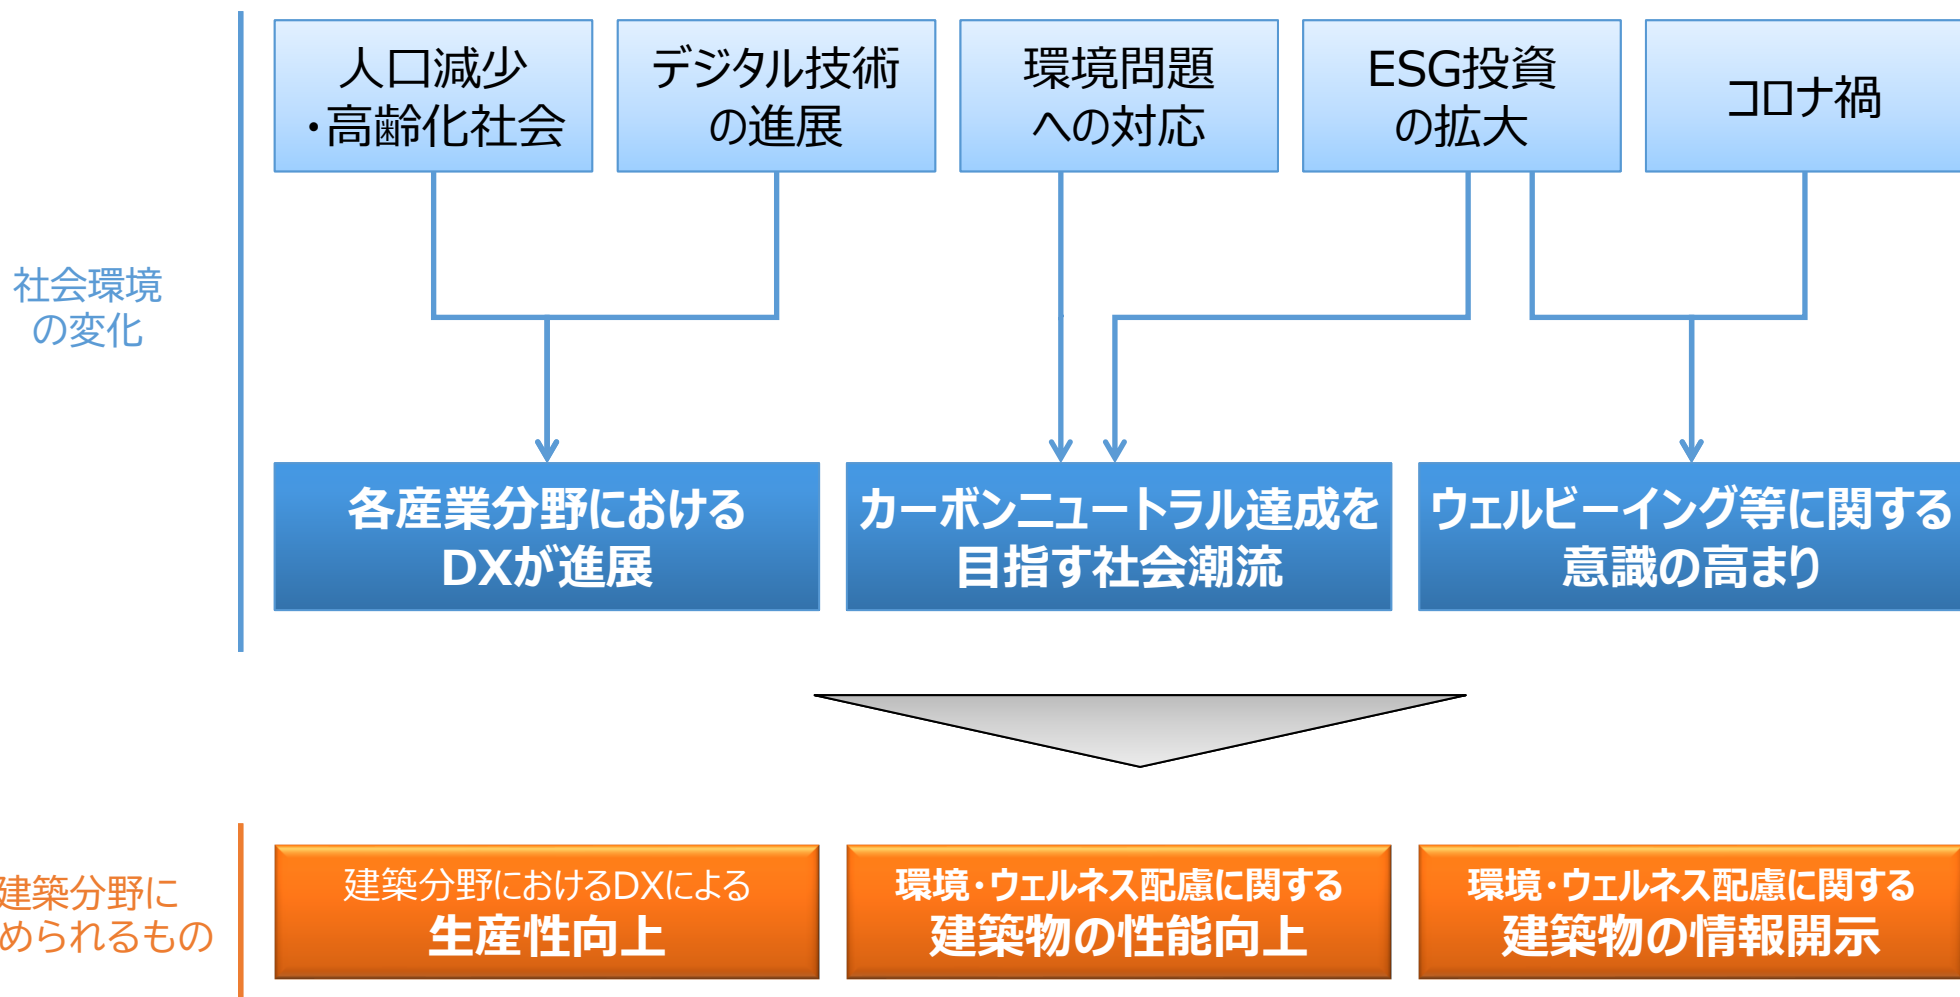 人口減少
・高齢化社会
デジタル技術
の進展
環境問題
への対応
ESG投資
の拡大
コロナ禍
社会環境
の変化
各産業分野における
DXが進展
カーボンニュートラル達成を
目指す社会潮流
ウェルビーイング等に関する
意識の高まり
建築分野に
められるもの
建築分野におけるDXによる
生産性向上
環境・ウェルネス配慮に関する
建築物の性能向上
環境・ウェルネス配慮に関する
建築物の情報開示